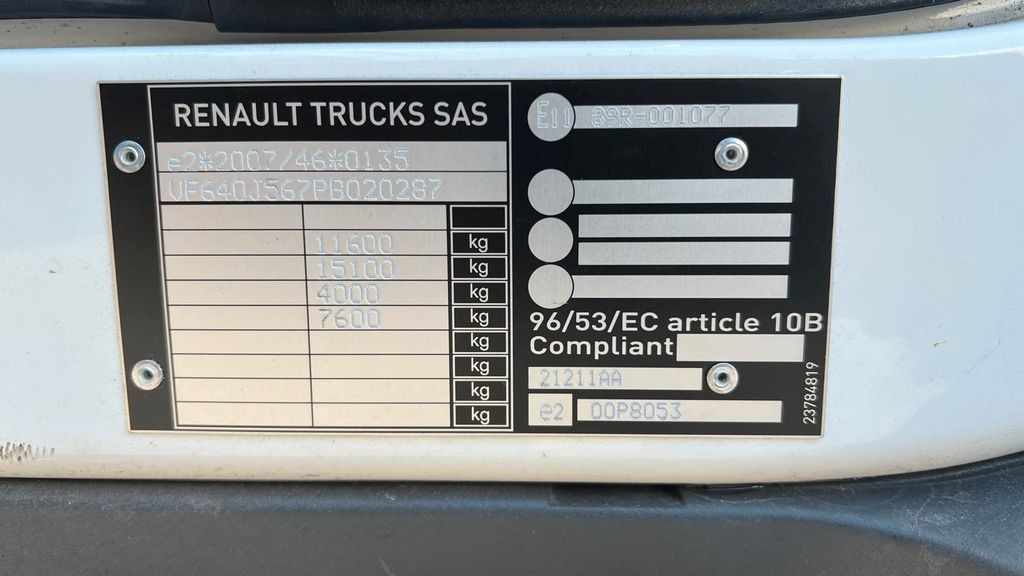 RENAULT TRUCKS SAS
e2*2007/46*0135
VF640J567PB020287
11600 kg
15100 kg
4000 kg
7600 kg
kg
kg
kg
kg
E11 89R-001077
96/53/EC article 10B
Compliant
21211AA
e2 00P8053
23784819